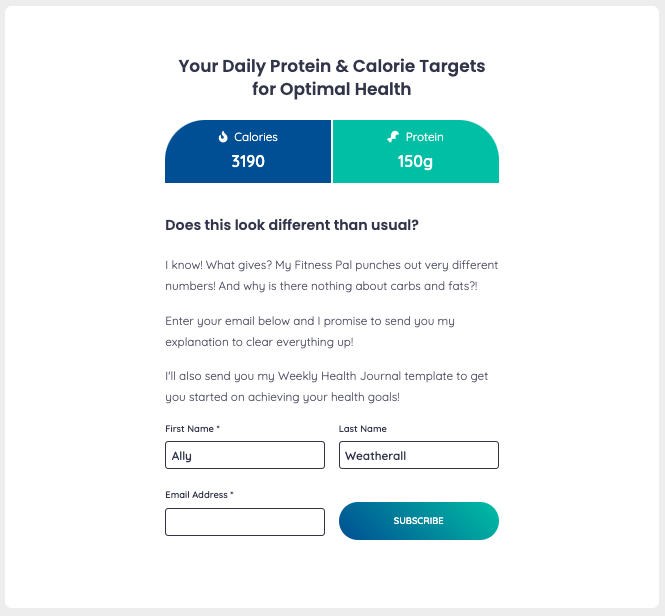 Your Daily Protein & Calorie Targets
for Optimal Health
Calories
3190
Protein
150g
Does this look different than usual?
I know! What gives? My Fitness Pal punches out very different
numbers! And why is there nothing about carbs and fats?!
Enter your email below and I promise to send you my
explanation to clear everything up!
I'll also send you my Weekly Health Journal template to get
you started on achieving your health goals!
First Name *
Last Name
Ally
Weatherall
Email Address *
SUBSCRIBE